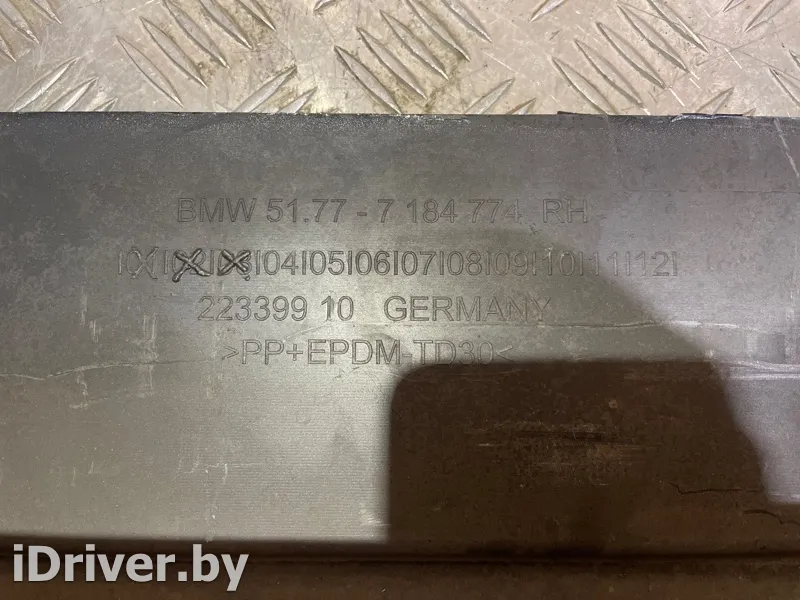 BMW 51.77 - 7 184 774 RH
|04|05|06|07|08|09|10|11|12|
223399 10 GERMANY
>PP+EPDM-TD30<
iDriver.by